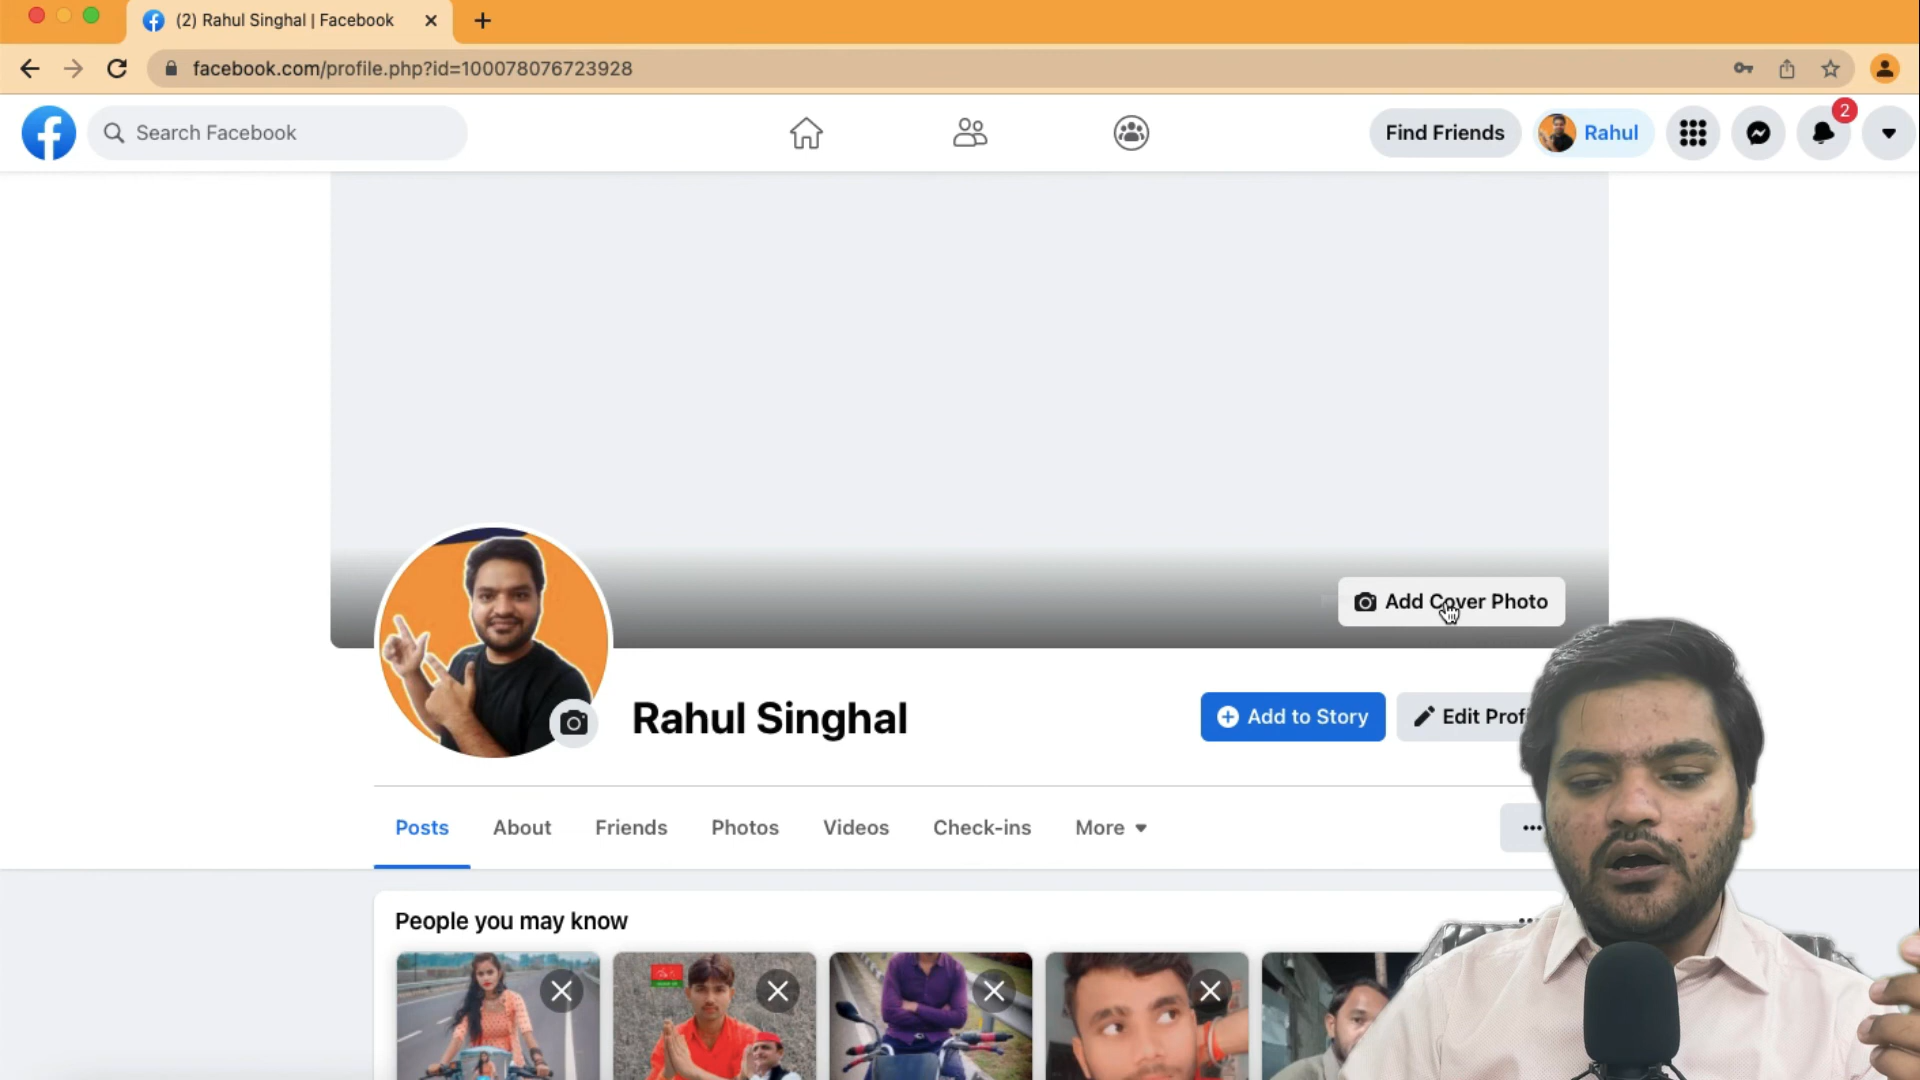 (2) Rahul Singhal | Facebook
facebook.com/profile.php?id=100078076723928
Search Facebook
Find Friends
Rahul
2
Add Cover Photo
Rahul Singhal
Add to Story
Edit Profi
Posts
About
Friends
Photos
Videos
Check-ins
More
People you may know